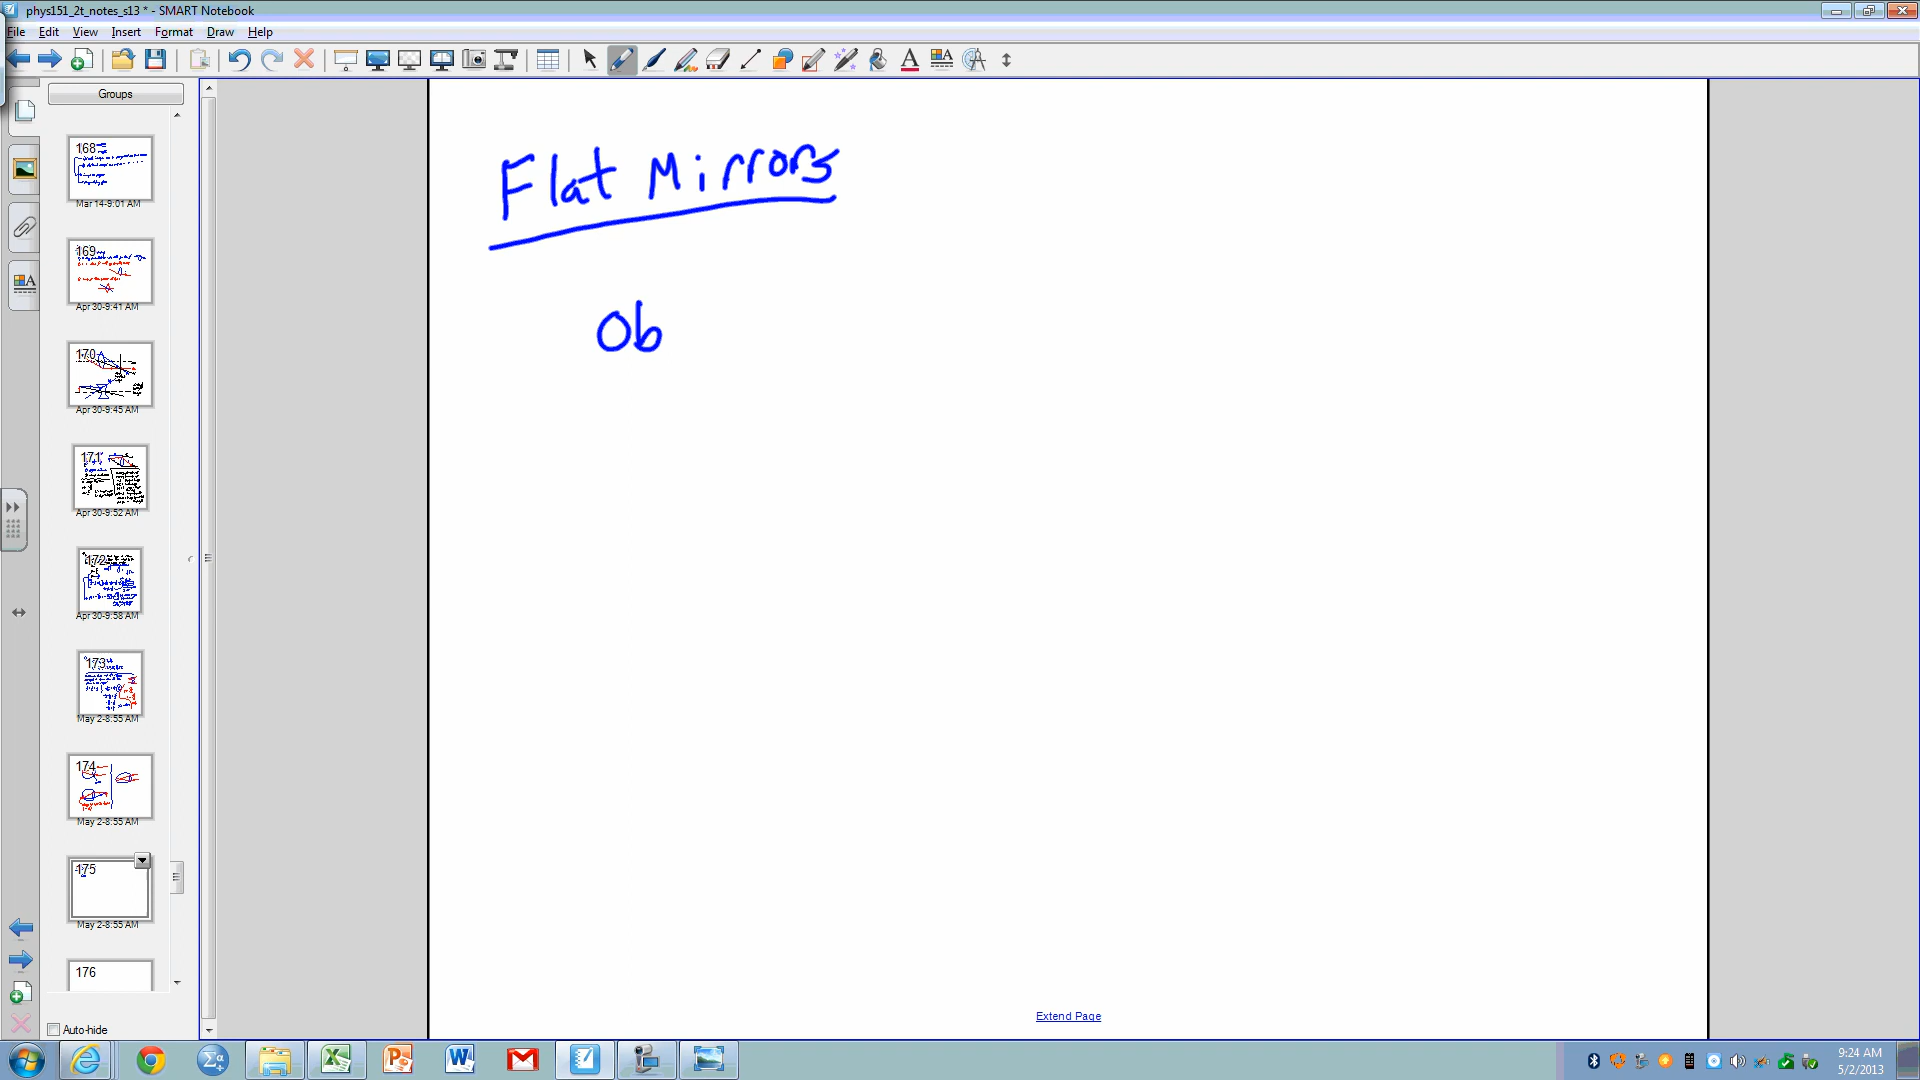 phys151_2t_notes_s13 * - SMART Notebook
File Edit View Insert Format Draw Help
Groups
168
Mar 14-9:01 AM
169
Apr 30-9:41 AM
170
Apr 30-9:45 AM
171
Apr 30-9:52 AM
172
Apr 30-9:58 AM
173
May 2-8:55 AM
174
May 2-8:55 AM
175
May 2-8:55 AM
176
Auto-hide
Flat Mirrors
Ob
Extend Page
9:24 AM
5/2/2013